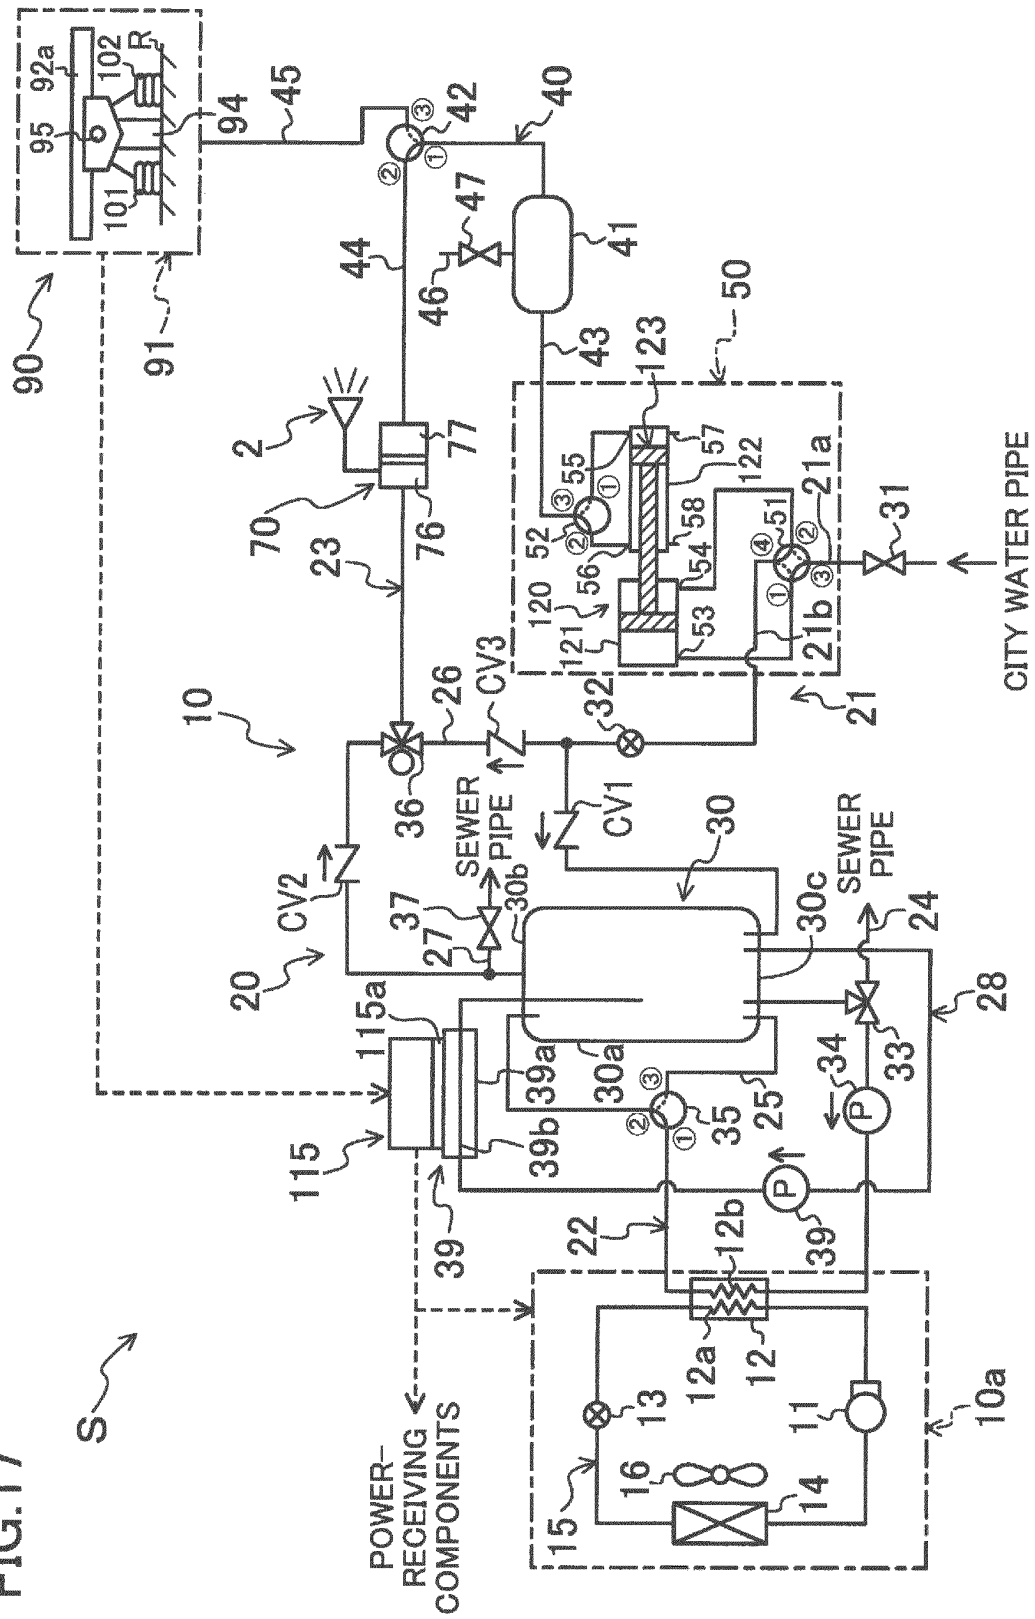 FIG.17
S
10
20
90
91
92a
95
94
101
102
R
45
42
①
②
③
40
44
46
47
41
43
2
70
76
77
23
50
123
55
57
①
②
③
52
56
58
122
120
121
53
54
④
①
②
③
51
21a
21b
31
21
CITY WATER PIPE
CV3
26
32
36
CV2
SEWER
PIPE
37
27
30b
CV1
30
30c
30a
SEWER
PIPE
24
28
33
34
P
25
35
①
②
③
115a
115
39a
39b
39
P
39
22
12b
12a
12
13
11
10a
15
16
14
POWER-
RECEIVING
COMPONENTS